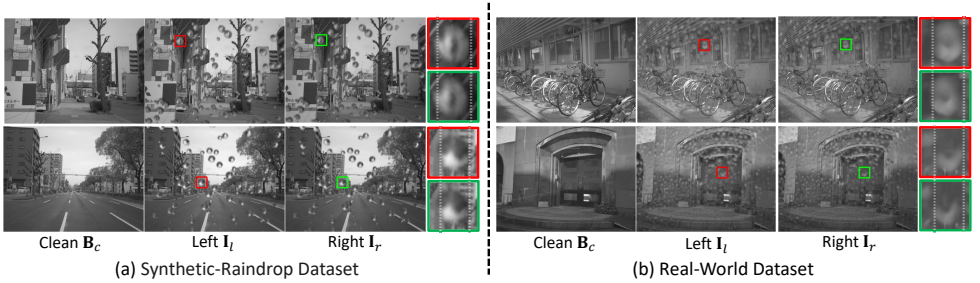 Clean B_c Left I_l Right I_r
(a) Synthetic-Raindrop Dataset
Clean B_c Left I_l Right I_r
(b) Real-World Dataset